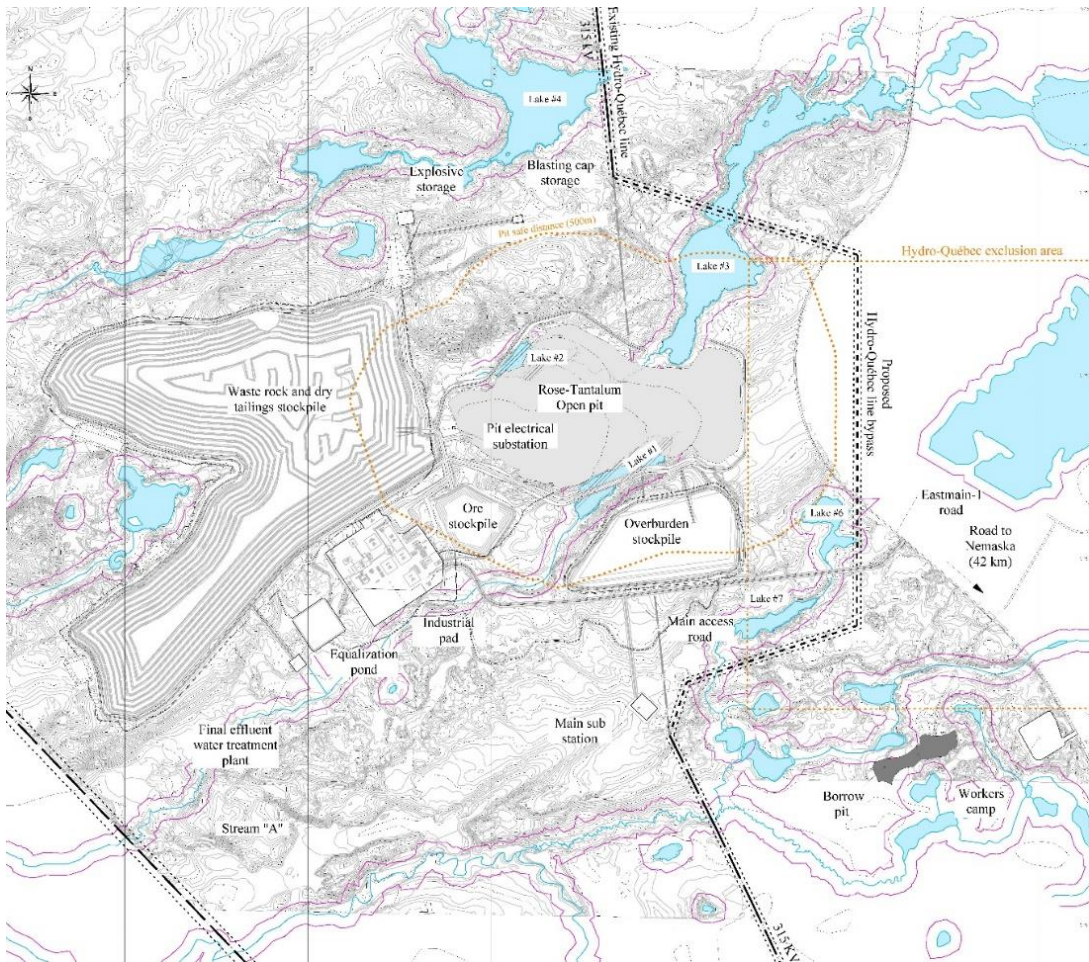 315 KV
Existing Hydro-Québec line
N
Lake #4
Explosive
storage
Blasting cap
storage
Pit safe distance (500m)
Lake #3
Hydro-Québec exclusion area
Lake #2
Waste rock and dry
tailings stockpile
Rose-Tantalum
Open pit
Pit electrical
substation
Proposed
Hydro-Québec line bypass
Lake #1
Ore
stockpile
Overburden
stockpile
Lake #6
Eastmain-1
road
Road to
Nemaska
(42 km)
Lake #7
Main access
road
Industrial
pad
Equalization
pond
Final effluent
water treatment
plant
Main sub
station
Stream "A"
Borrow
pit
Workers
camp
315 KV